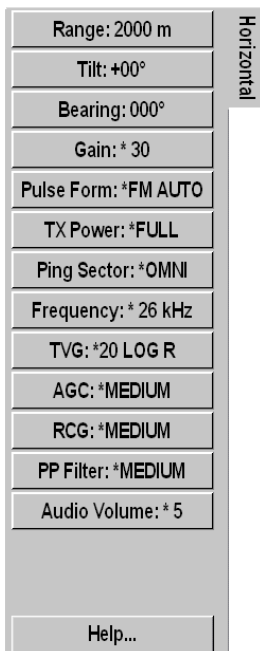 Horizontal
Range: 2000 m
Tilt: +00°
Bearing: 000°
Gain: * 30
Pulse Form: *FM AUTO
TX Power: *FULL
Ping Sector: *OMNI
Frequency: * 26 kHz
TVG: *20 LOG R
AGC: *MEDIUM
RCG: *MEDIUM
PP Filter: *MEDIUM
Audio Volume: * 5
Help...